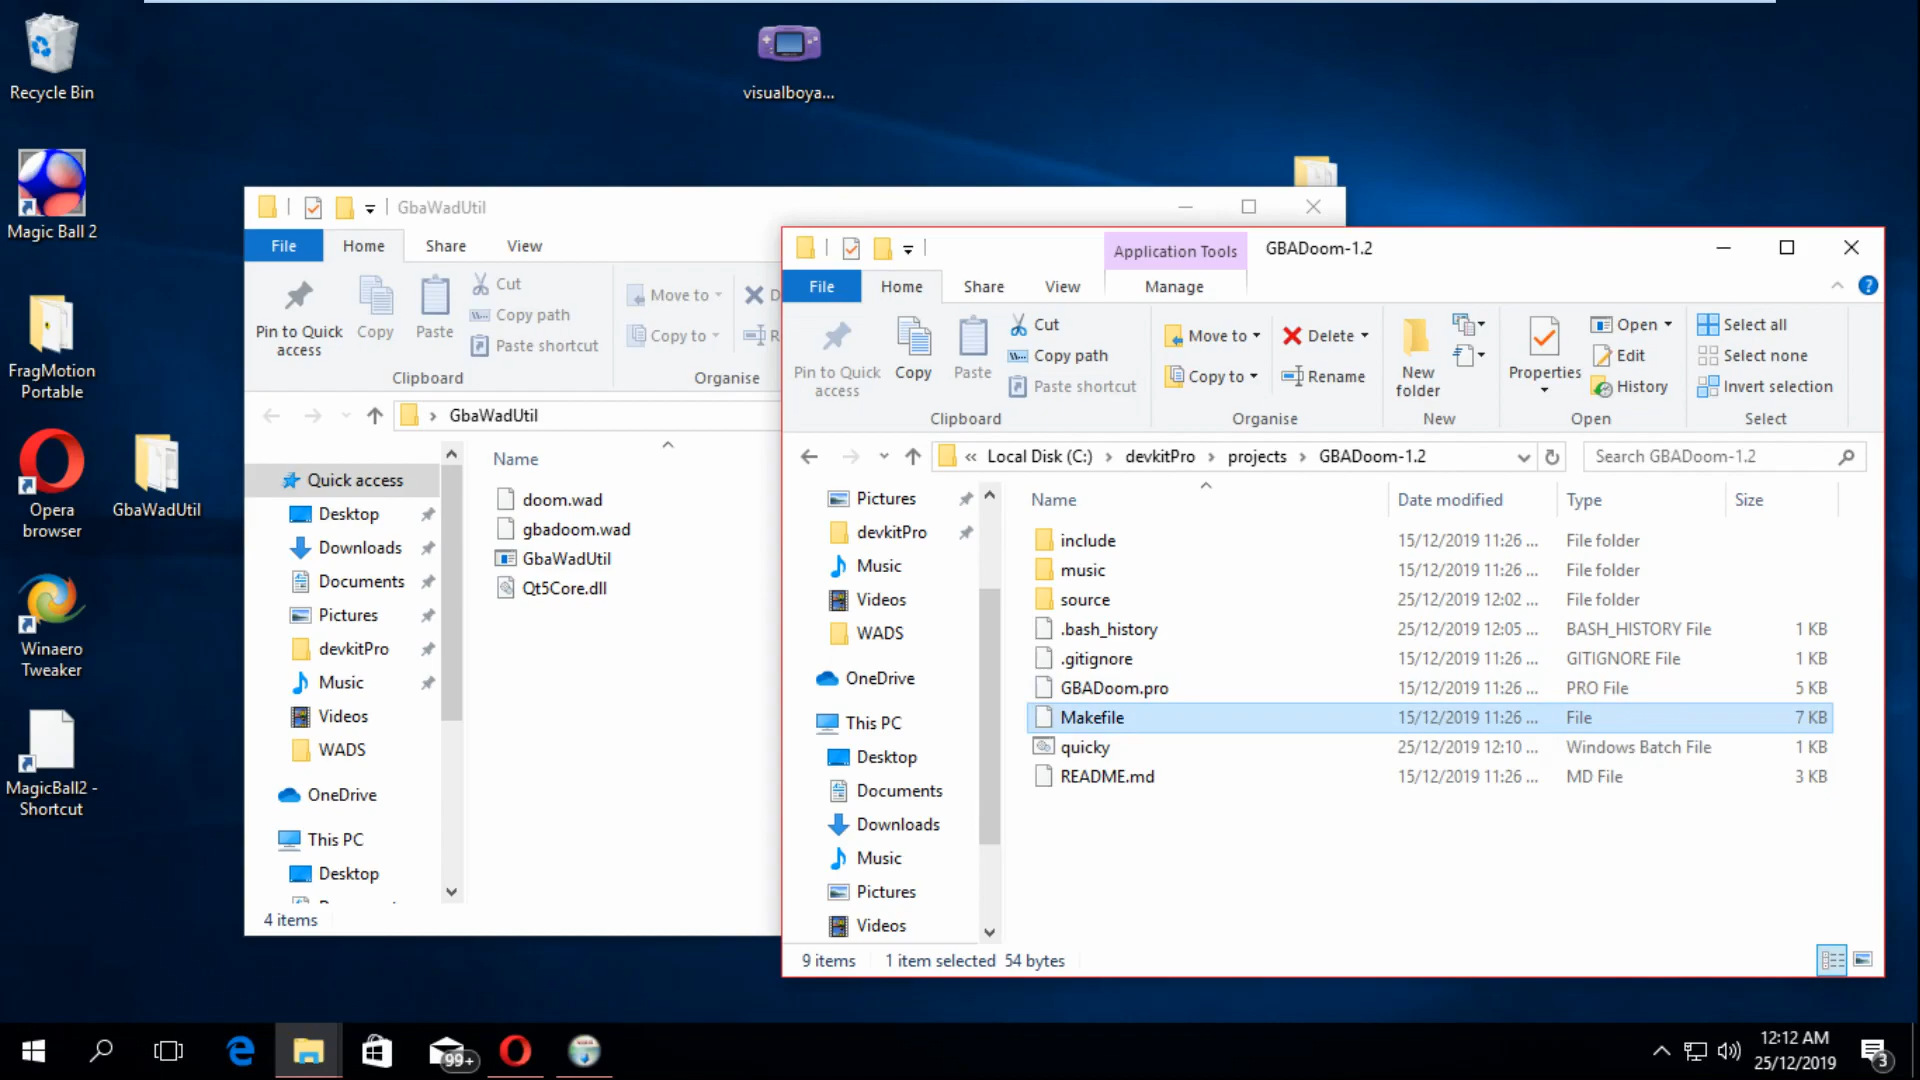 Recycle Bin
visualboya...
Magic Ball 2
FragMotion
Portable
Opera
browser
GbaWadUtil
Winaero
Tweaker
MagicBall2 -
Shortcut
GbaWadUtil
File Home Share View
Pin to Quick
access
Copy
Paste
Cut
Copy path
Paste shortcut
Clipboard
Move to
Copy to
D
R
Organise
GbaWadUtil
Name
Quick access
Desktop
Downloads
Documents
Pictures
devkitPro
Music
Videos
WADS
OneDrive
This PC
Desktop
doom.wad
gbadoom.wad
GbaWadUtil
Qt5Core.dll
4 items
Application Tools GBADoom-1.2
File Home Share View Manage
Pin to Quick
access
Copy
Paste
Cut
Copy path
Paste shortcut
Clipboard
Move to
Copy to
Delete
Rename
Organise
New
folder
New
Properties
Open
Edit
History
Open
Select all
Select none
Invert selection
Select
« Local Disk (C:) › devkitPro › projects › GBADoom-1.2
Search GBADoom-1.2
Pictures
devkitPro
Music
Videos
WADS
OneDrive
This PC
Desktop
Documents
Downloads
Music
Pictures
Videos
Name Date modified Type Size
include 15/12/2019 11:26 ... File folder
music 15/12/2019 11:26 ... File folder
source 25/12/2019 12:02 ... File folder
.bash_history 25/12/2019 12:05 ... BASH_HISTORY File 1 KB
.gitignore 15/12/2019 11:26 ... GITIGNORE File 1 KB
GBADoom.pro 15/12/2019 11:26 ... PRO File 5 KB
Makefile 15/12/2019 11:26 ... File 7 KB
quicky 25/12/2019 12:10 ... Windows Batch File 1 KB
README.md 15/12/2019 11:26 ... MD File 3 KB
9 items 1 item selected 54 bytes
99+
12:12 AM
25/12/2019
3